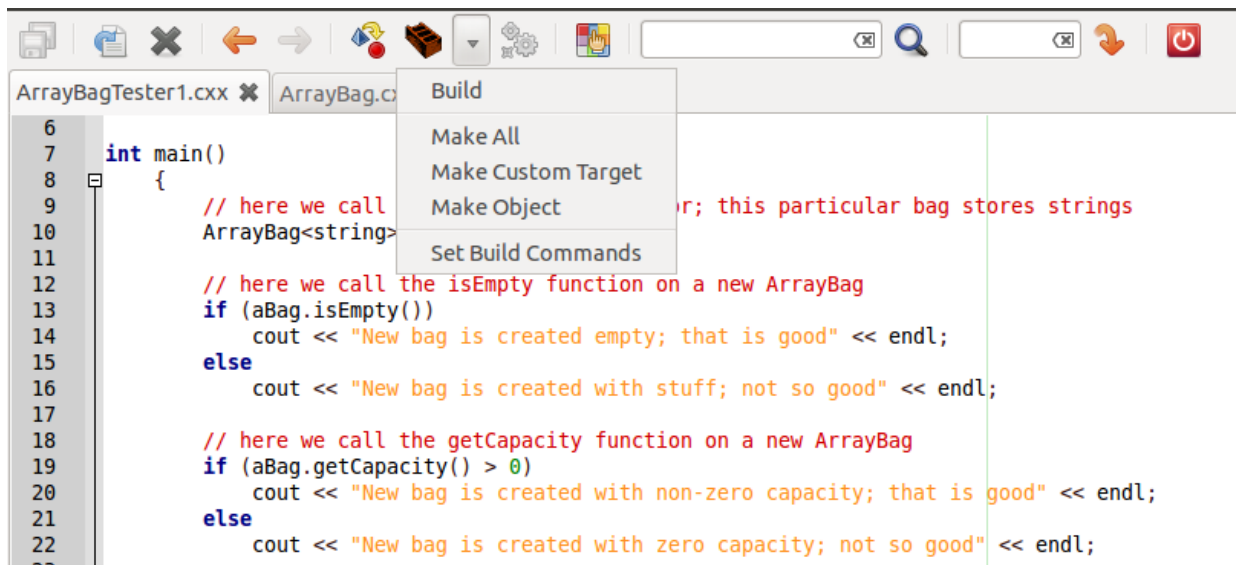 ArrayBagTester1.cxx
ArrayBag.c
Build
Make All
Make Custom Target
Make Object
Set Build Commands
6
7 int main()
8 {
9 // here we call r; this particular bag stores strings
10 ArrayBag<string>
11
12 // here we call the isEmpty function on a new ArrayBag
13 if (aBag.isEmpty())
14 cout << "New bag is created empty; that is good" << endl;
15 else
16 cout << "New bag is created with stuff; not so good" << endl;
17
18 // here we call the getCapacity function on a new ArrayBag
19 if (aBag.getCapacity() > 0)
20 cout << "New bag is created with non-zero capacity; that is good" << endl;
21 else
22 cout << "New bag is created with zero capacity; not so good" << endl;